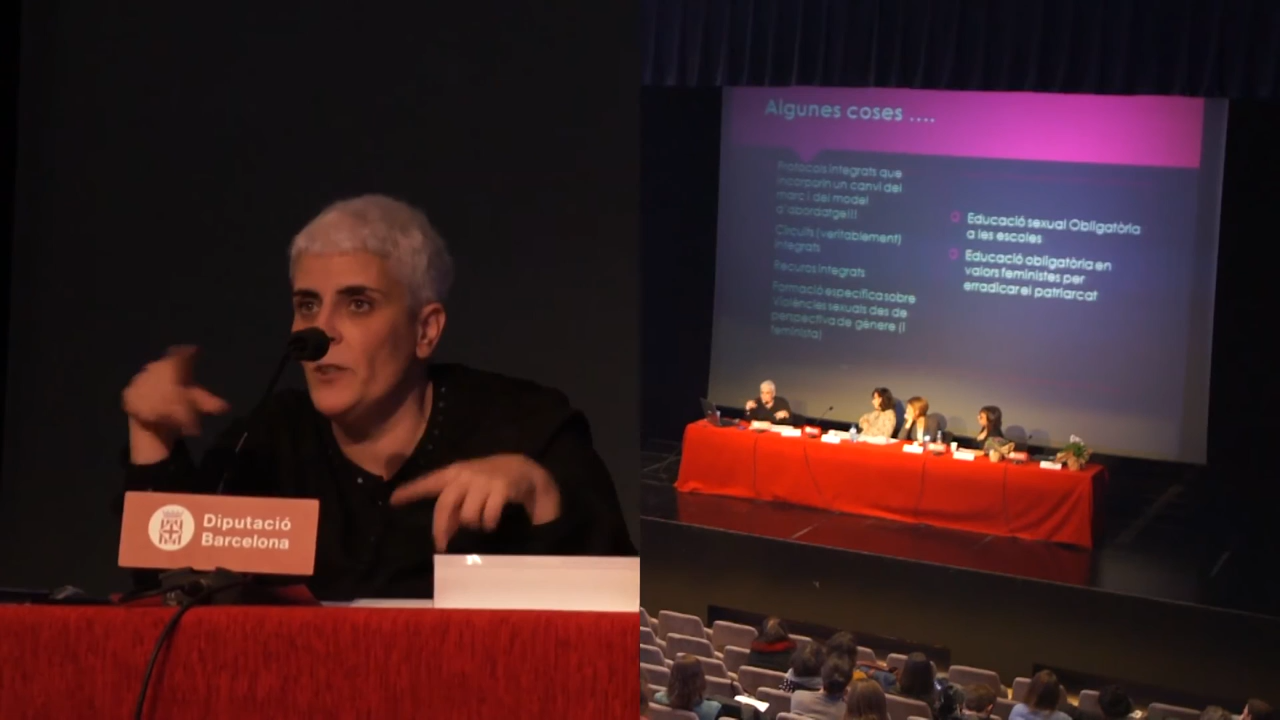 Diputació
Barcelona
Algunes coses ....
Protocols integrats que
incorporin un canvi del
marc i del model
d'abordatge!!!
Circuits (veritablement)
integrats
Recursos integrats
Formació específica sobre
Violències sexuals des de
perspectiva de gènere (i
feminista)
Educació sexual Obligatòria
a les escoles
Educació obligatòria en
valors feministes per
erradicar el patriarcat